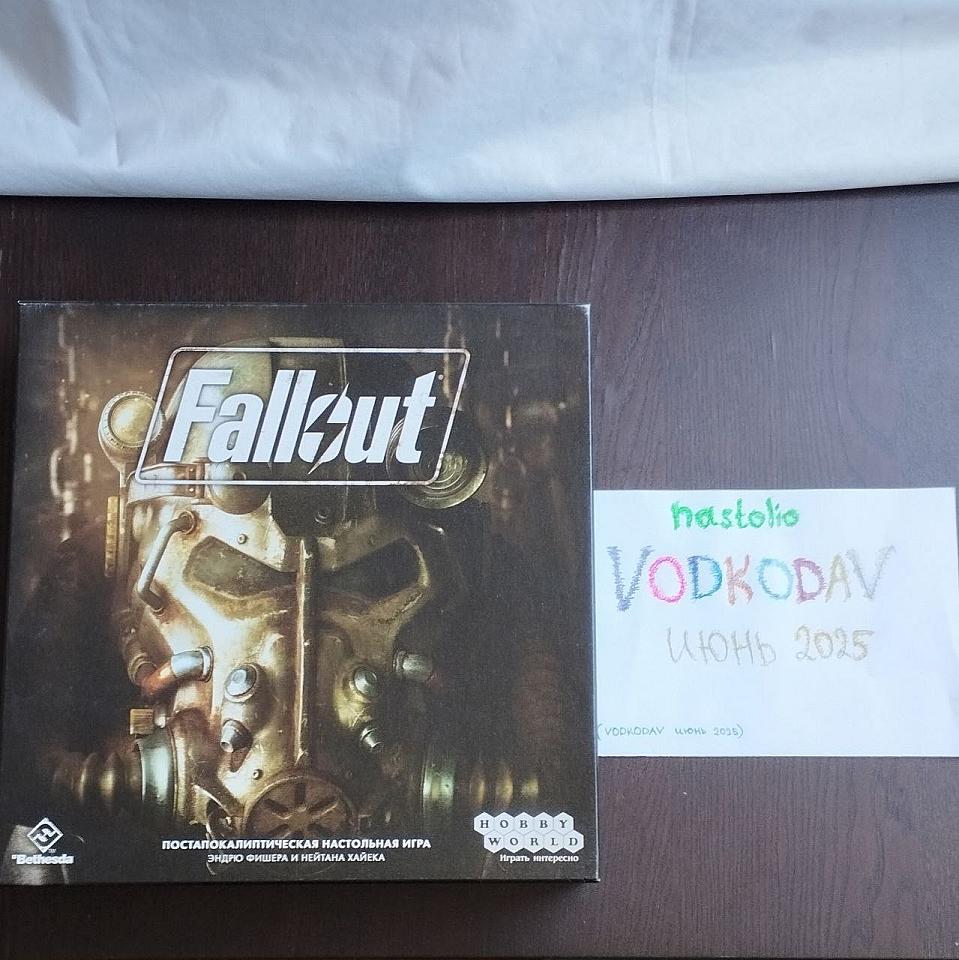 Fallout
Bethesda
ПОСТАПОКАЛИПТИЧЕСКАЯ НАСТОЛЬНАЯ ИГРА
ЭНДРЮ ФИШЕРА И НЕЙТАНА ХАЙЕКА
HOBBY
WORLD
Играть интересно
nastolio
VODKODAV
ИЮНЬ 2025
(VODKODAV ИЮНЬ 2025)